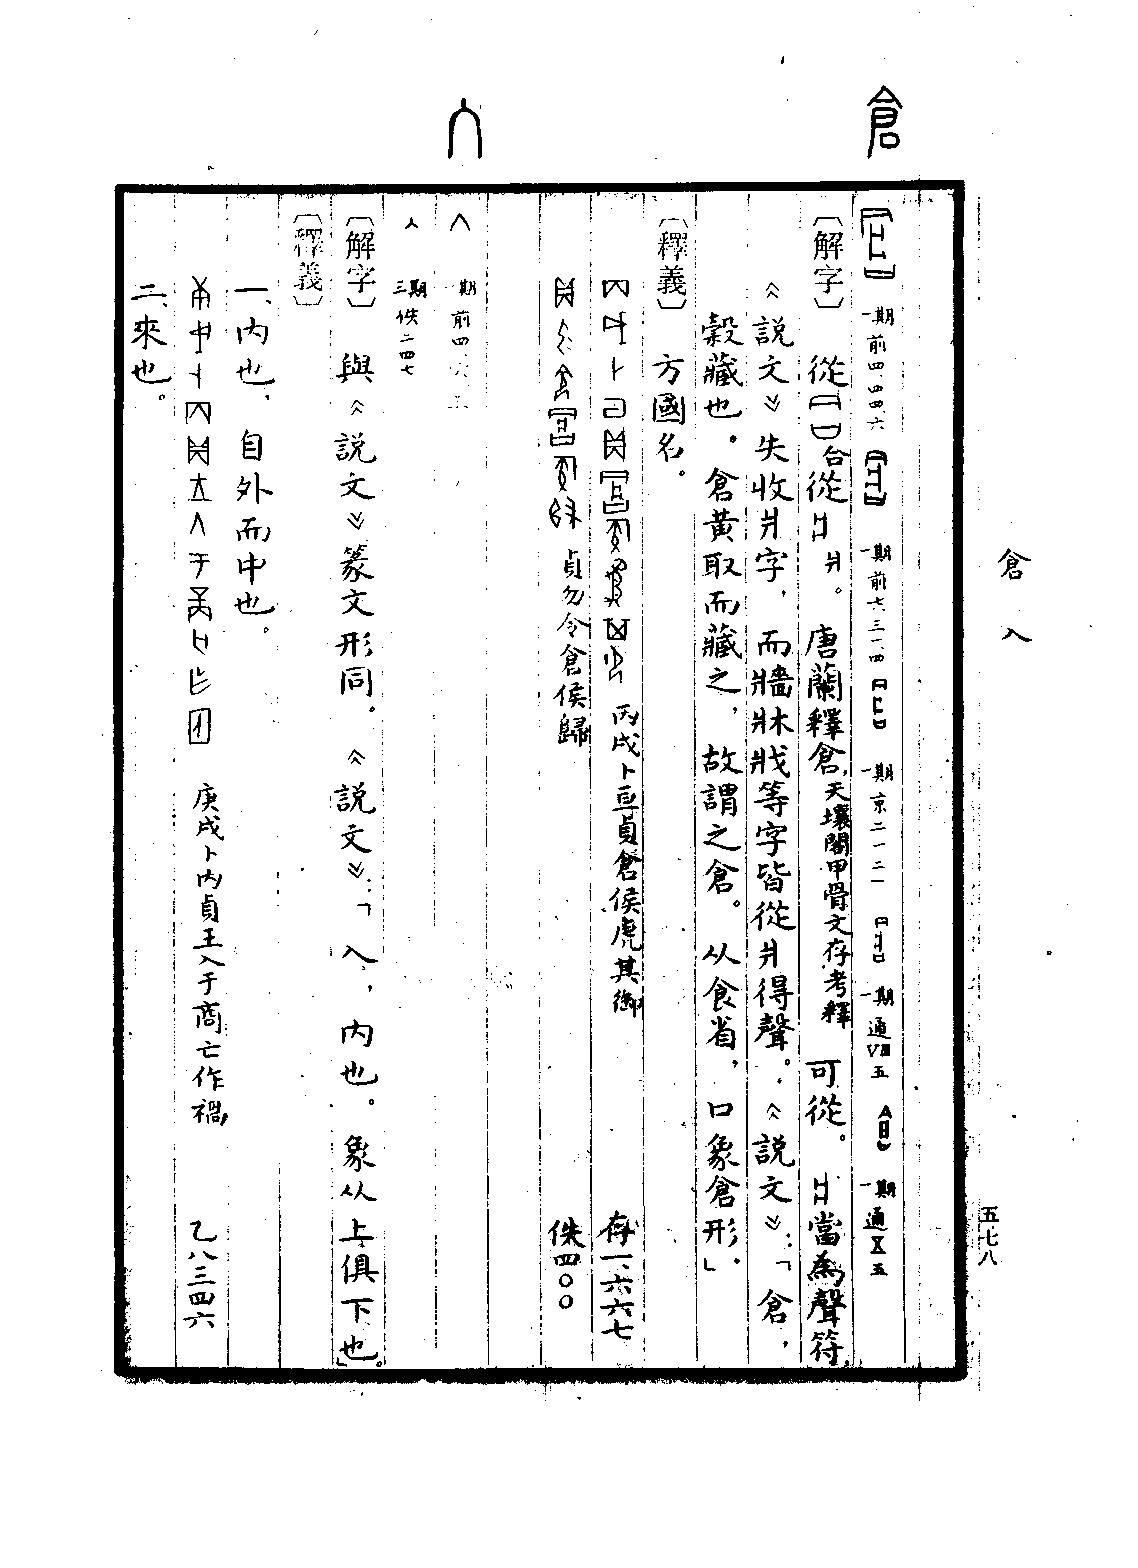 倉 入
五七八
倉
一期前四·四四·六 一期前七·三一·四 一期京二一二一 一期通Ⅷ五 一期通Ⅹ五
〔解字〕從 合從 爿。唐蘭釋倉，天壤閣甲骨文存考釋 可從。 當為聲符，
《說文》失收爿字，而牆牀戕等字皆從爿得聲。《說文》：「倉，
穀藏也。倉黃取而藏之，故謂之倉。从食省，口象倉形。」
〔釋義〕方國名。
丙戌卜亘貞倉侯虎其御 存一·六六七
貞勿令倉侯歸 佚四〇〇
入
一期前四
三期佚二四七
〔解字〕與《說文》篆文形同。《說文》：「入，內也。象从上俱下也」。
〔釋義〕
一、內也，自外而中也。
庚戌卜內貞王入于商亡作禍 乙八三四六
二、來也。